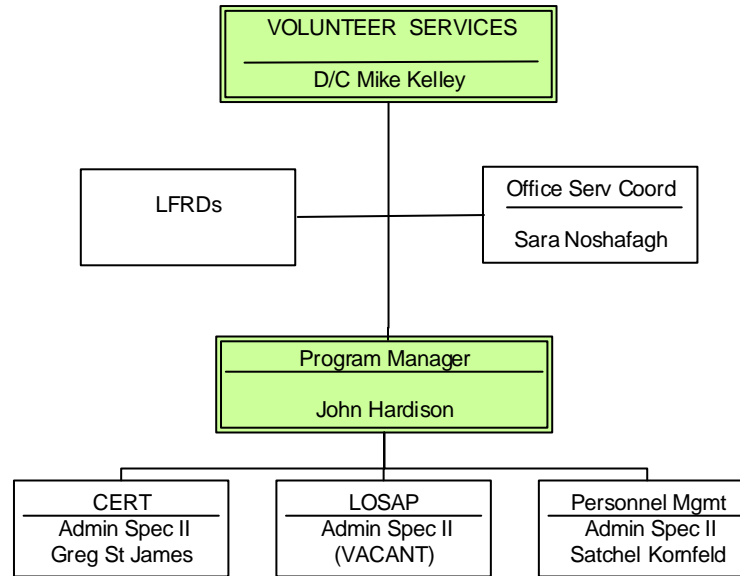 VOLUNTEER SERVICES
D/C Mike Kelley
LFRDs
Office Serv Coord
Sara Noshafagh
Program Manager
John Hardison
CERT
Admin Spec II
Greg St James
LOSAP
Admin Spec II
(VACANT)
Personnel Mgmt
Admin Spec II
Satchel Kornfeld